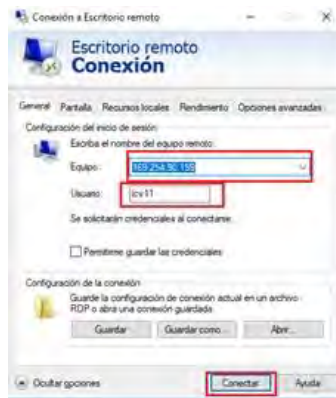 Conexión a Escritorio remoto
Escritorio remoto
Conexión
General Pantalla Recursos locales Rendimiento Opciones avanzadas
Configuración del inicio de sesión
Escriba el nombre del equipo remoto.
Equipo:
Usuario:
Se solicitarán credenciales al conectarse.
Permitirme guardar las credenciales
Configuración de la conexión
Guarde la configuración de conexión actual en un archivo
RDP o abra una conexión guardada.
Guardar Guardar como... Abrir...
Ocultar opciones Conectar Ayuda